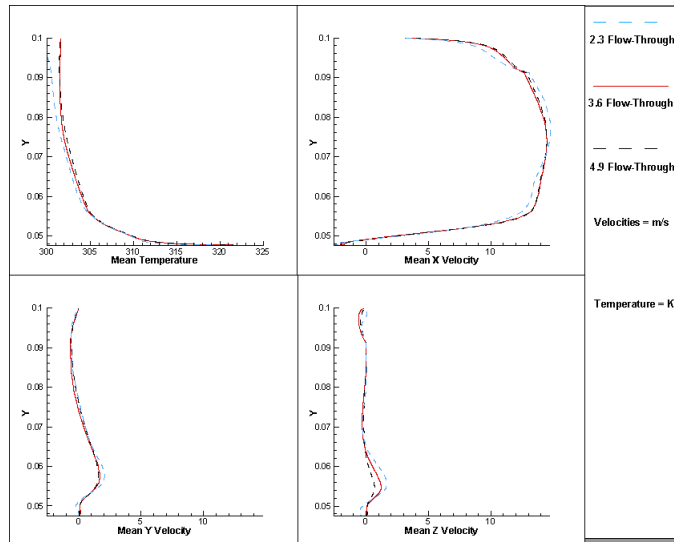 0.1
0.09
0.08
0.07
0.06
0.05
Y
300 305 310 315 320 325
Mean Temperature
0.1
0.09
0.08
0.07
0.06
0.05
Y
0 5 10
Mean X Velocity
2.3 Flow-Through
3.6 Flow-Through
4.9 Flow-Through
Velocities = m/s
Temperature = K
0.1
0.09
0.08
0.07
0.06
0.05
Y
0 5 10
Mean Y Velocity
0.1
0.09
0.08
0.07
0.06
0.05
Y
0 5 10
Mean Z Velocity